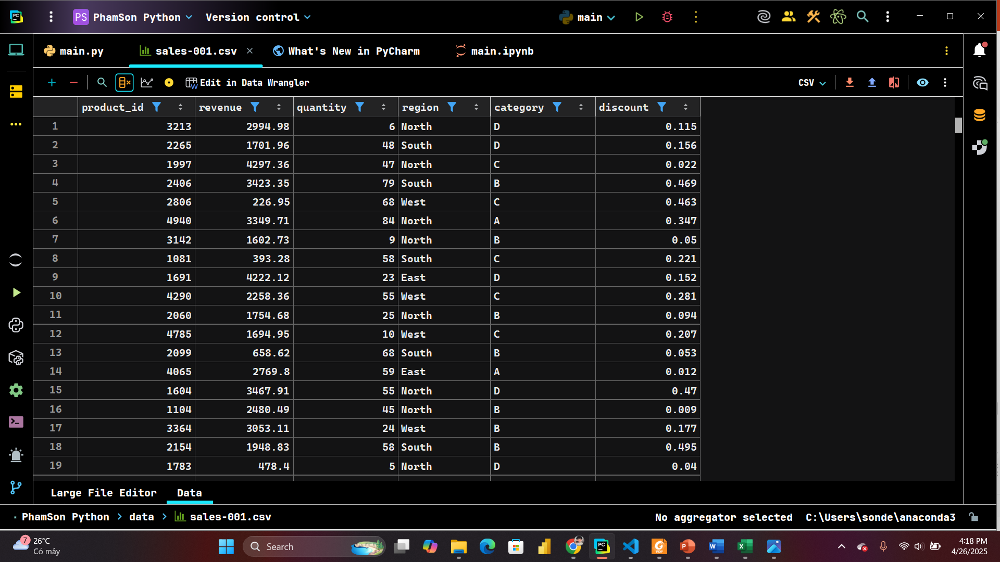 PC PS PhamSon Python Version control main
main.py sales-001.csv What's New in PyCharm main.ipynb
Edit in Data Wrangler CSV
product_id revenue quantity region category discount
1 3213 2994.98 6 North D 0.115
2 2265 1701.96 48 South D 0.156
3 1997 4297.36 47 North C 0.022
4 2406 3423.35 79 South B 0.469
5 2806 226.95 68 West C 0.463
6 4940 3349.71 84 North A 0.347
7 3142 1602.73 9 North B 0.05
8 1081 393.28 58 South C 0.221
9 1691 4222.12 23 East D 0.152
10 4290 2258.36 55 West C 0.281
11 2060 1754.68 25 North B 0.094
12 4785 1694.95 10 West C 0.207
13 2099 658.62 68 South B 0.053
14 4065 2769.8 59 East A 0.012
15 1604 3467.91 55 North D 0.47
16 1104 2480.49 45 North B 0.009
17 3364 3053.11 24 West B 0.177
18 2154 1948.83 58 South B 0.495
19 1783 478.4 5 North D 0.04
Large File Editor Data
PhamSon Python > data > sales-001.csv No aggregator selected C:\Users\sonde\anaconda3
7 26°C Search PC PDF P W X 4:18 PM
Có mây 4/26/2025